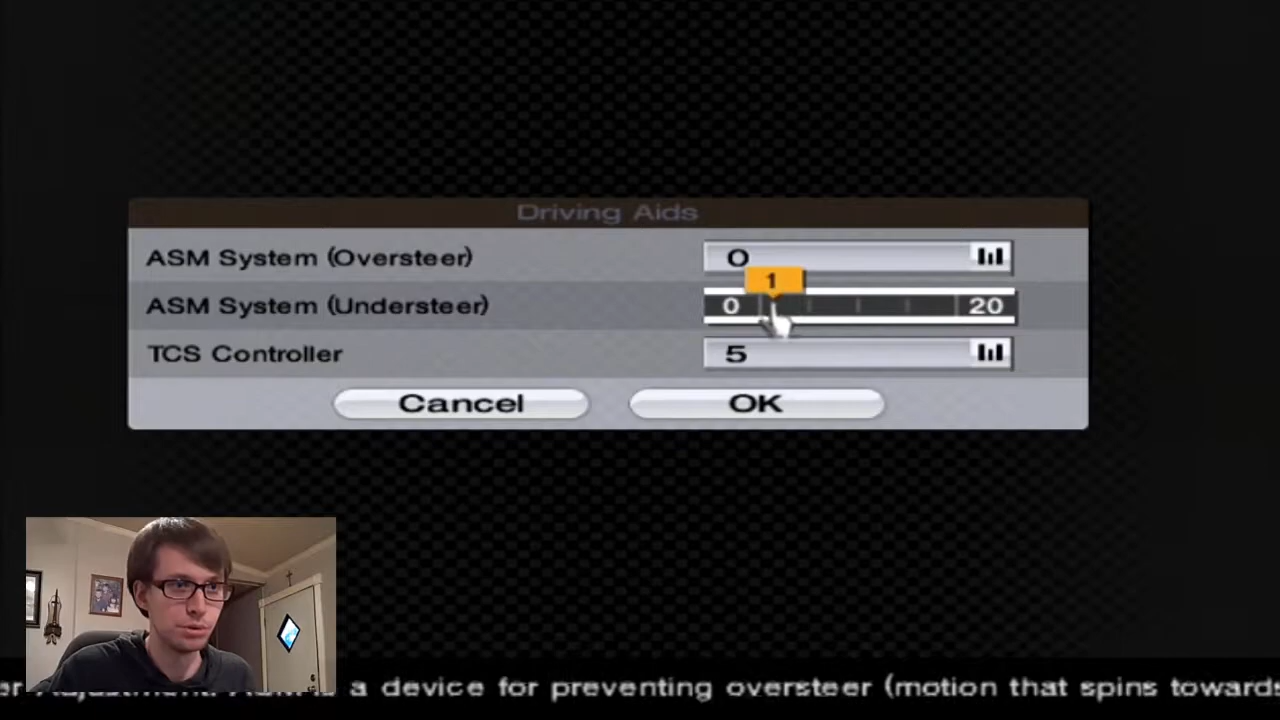 Driving Aids
ASM System (Oversteer) 0
1
ASM System (Understeer) 0 20
TCS Controller 5
Cancel OK
a device for preventing oversteer (motion that spins towards